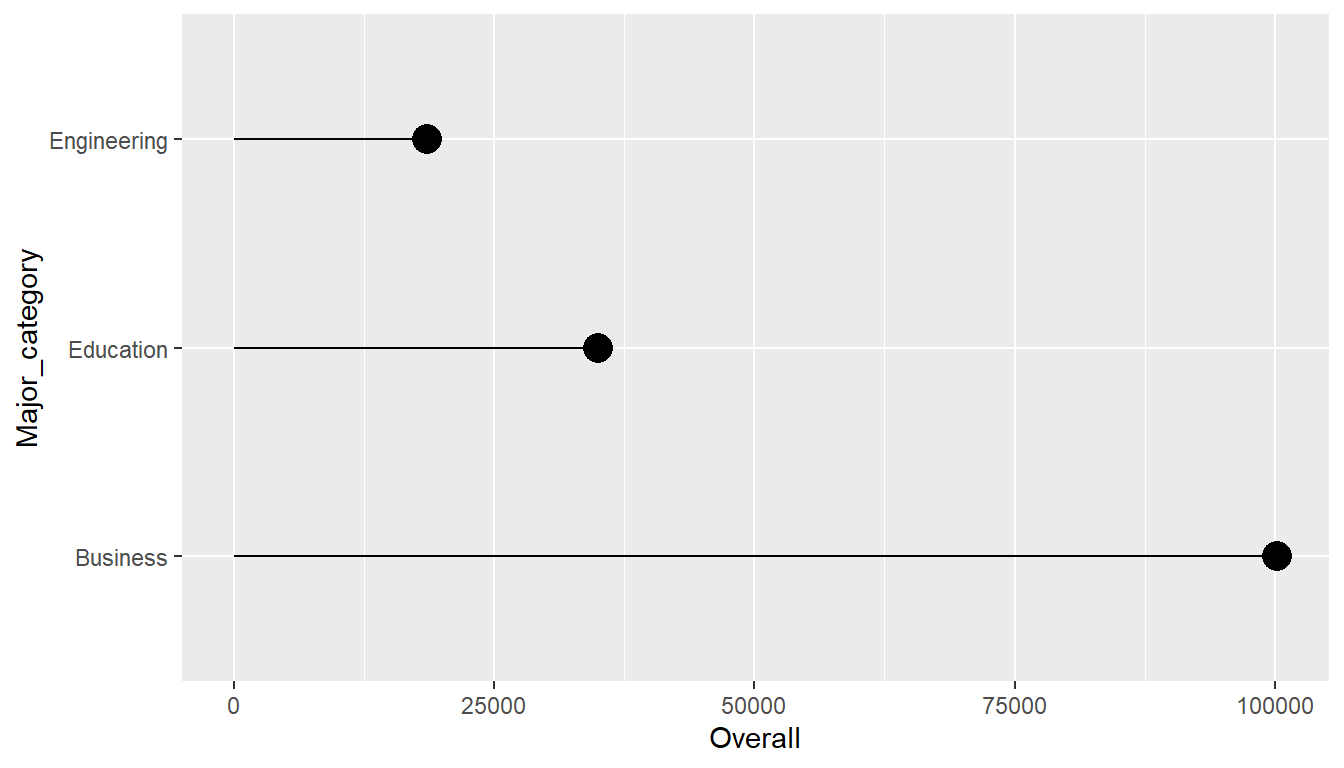 Major_category
Engineering
Education
Business
0 25000 50000 75000 100000
Overall